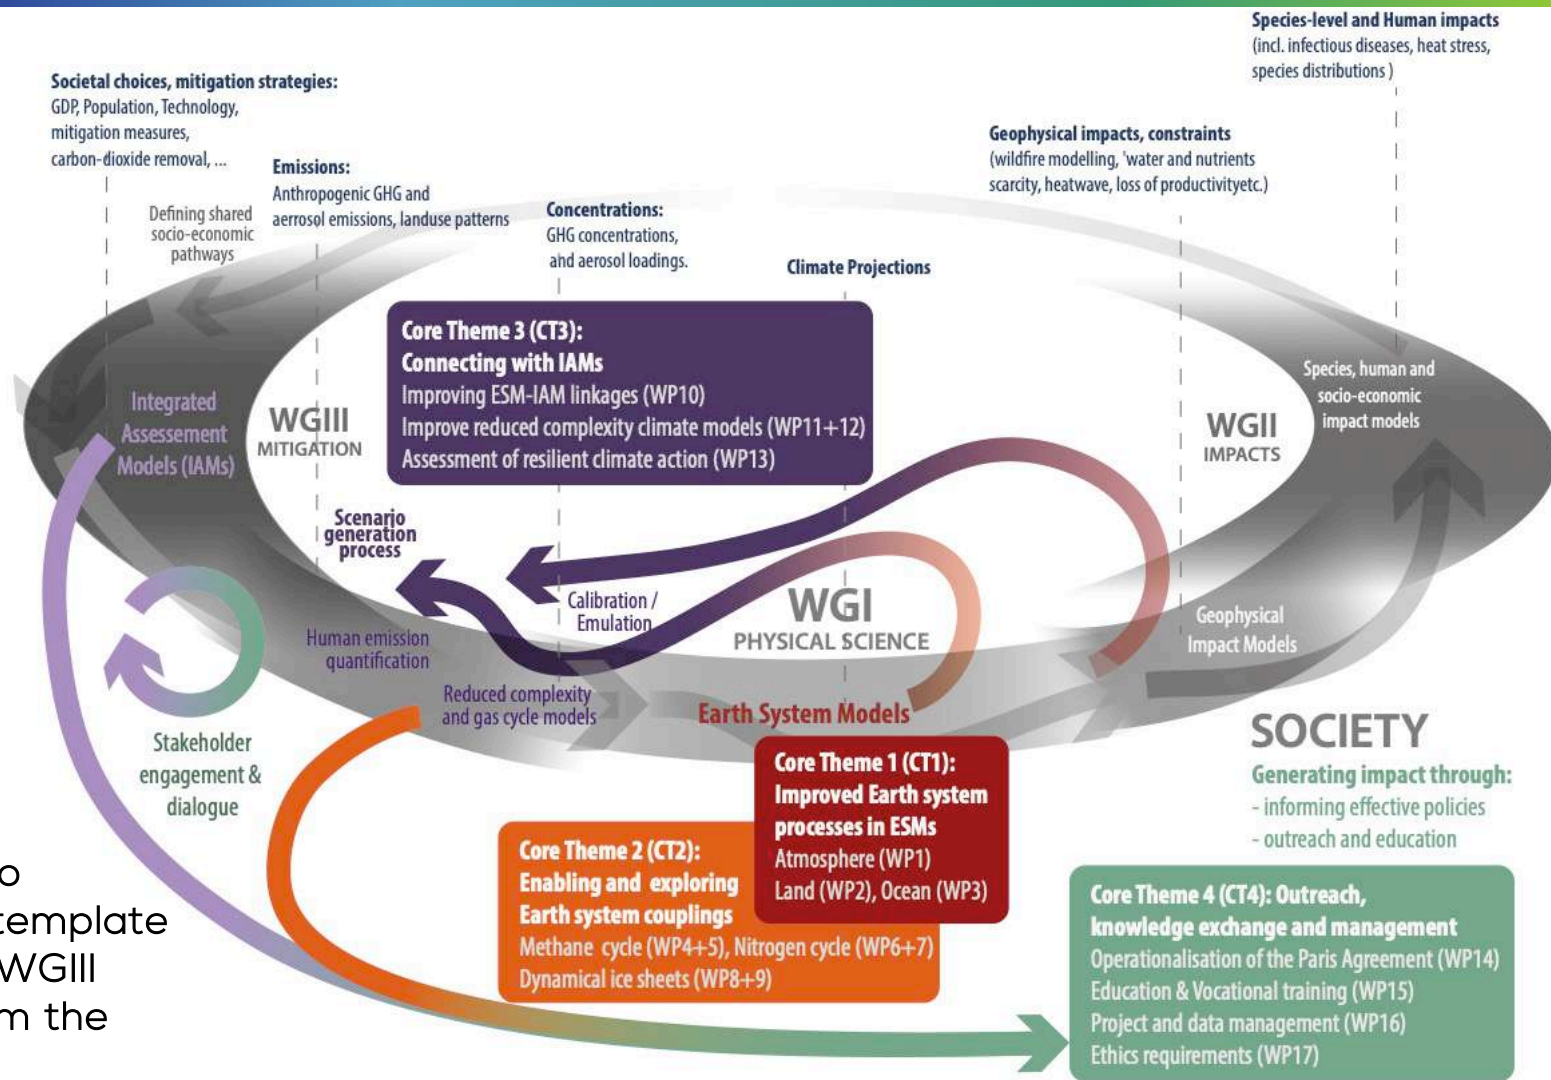 Species-level and Human impacts
(incl. infectious diseases, heat stress,
species distributions )
Societal choices, mitigation strategies:
GDP, Population, Technology,
mitigation measures,
carbon-dioxide removal, ...
Geophysical impacts, constraints
(wildfire modelling, 'water and nutrients
scarcity, heatwave, loss of productivityetc.)
Emissions:
Anthropogenic GHG and
aerrosol emissions, landuse patterns
Defining shared
socio-economic
pathways
Concentrations:
GHG concentrations,
and aerosol loadings.
Climate Projections
Core Theme 3 (CT3):
Connecting with IAMs
Improving ESM-IAM linkages (WP10)
Improve reduced complexity climate models (WP11+12)
Assessment of resilient climate action (WP13)
Integrated
Assessement
Models (IAMs)
WGIII
MITIGATION
WGII
IMPACTS
Species, human and
socio-economic
impact models
Scenario
generation
process
Calibration /
Emulation
WGI
PHYSICAL SCIENCE
Geophysical
Impact Models
Human emission
quantification
Reduced complexity
and gas cycle models
Earth System Models
Stakeholder
engagement &
dialogue
SOCIETY
Generating impact through:
- informing effective policies
- outreach and education
Core Theme 1 (CT1):
Improved Earth system
processes in ESMs
Atmosphere (WP1)
Land (WP2), Ocean (WP3)
Core Theme 2 (CT2):
Enabling and exploring
Earth system couplings
Methane cycle (WP4+5), Nitrogen cycle (WP6+7)
Dynamical ice sheets (WP8+9)
Core Theme 4 (CT4): Outreach,
knowledge exchange and management
Operationalisation of the Paris Agreement (WP14)
Education & Vocational training (WP15)
Project and data management (WP16)
Ethics requirements (WP17)
o
template
WGIII
m the